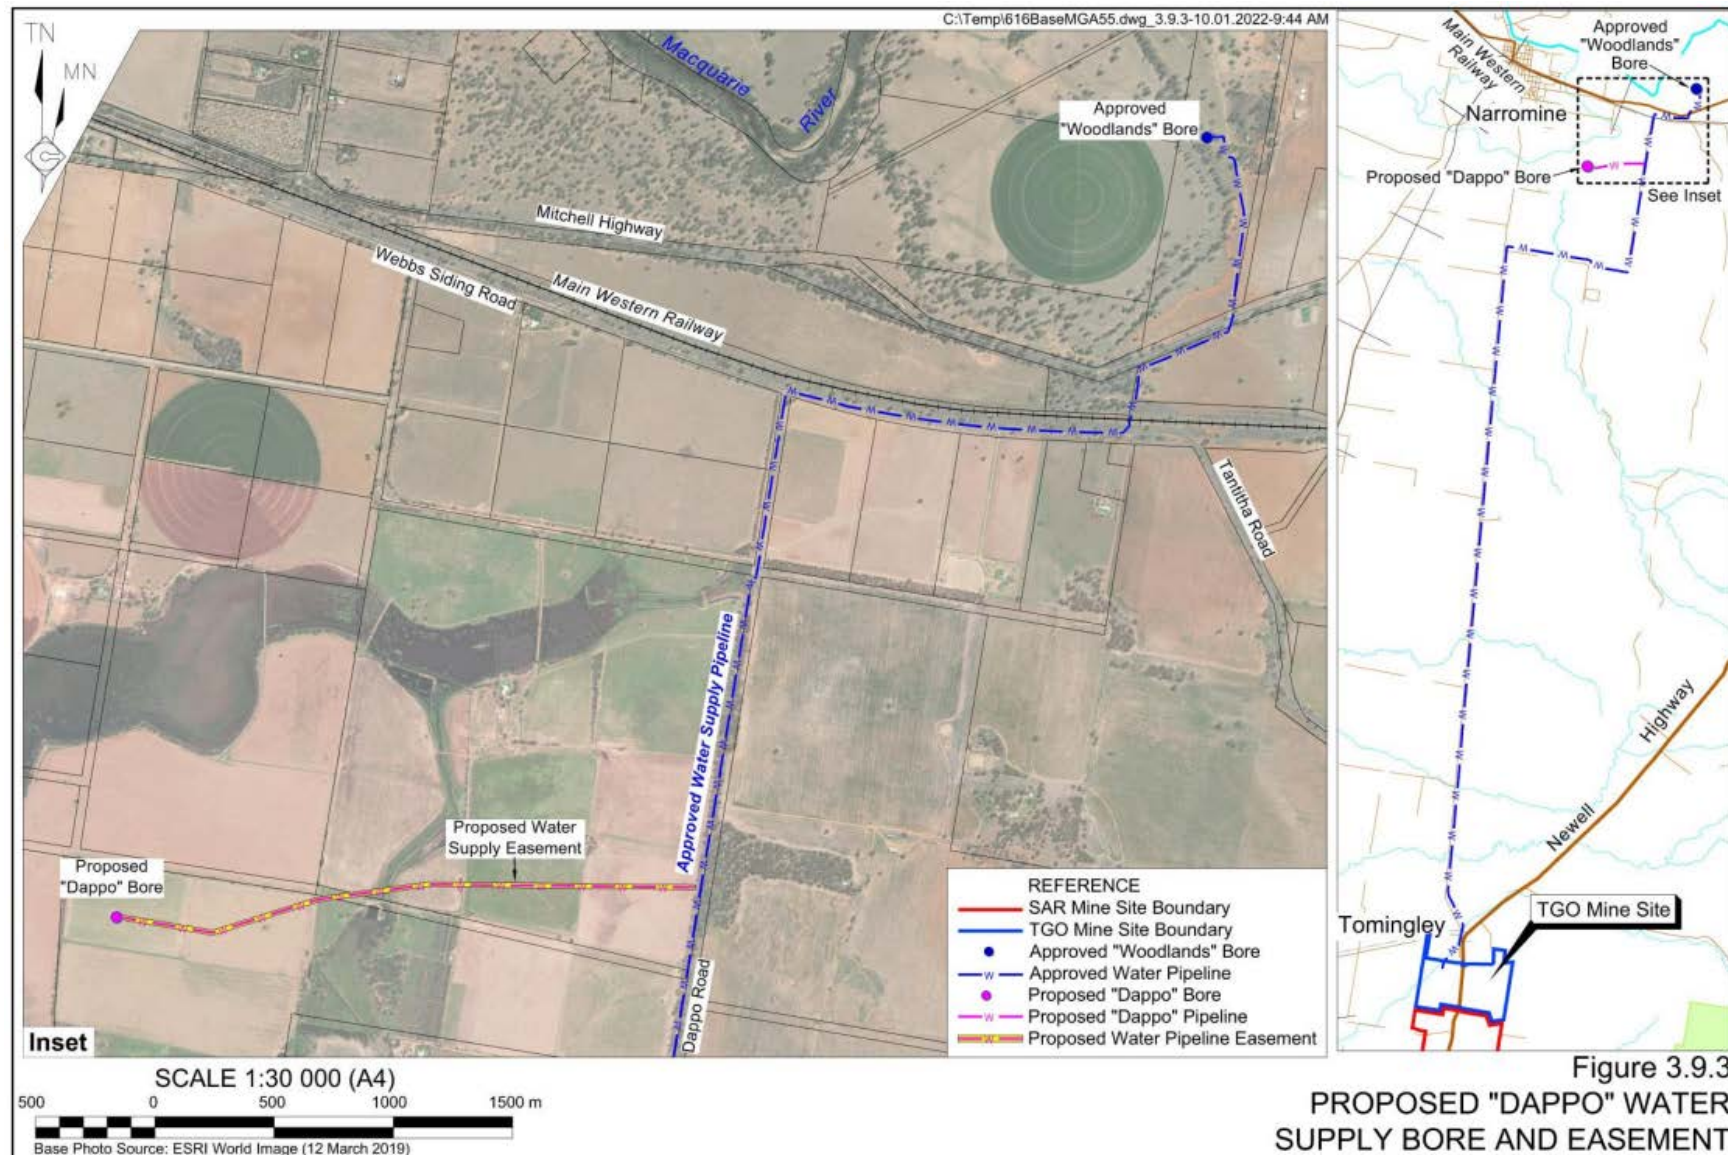 C:\Temp\616BaseMGA55.dwg_3.9.3-10.01.2022-9:44 AM
TN
MN
Macquarie
River
Approved
"Woodlands" Bore
Mitchell Highway
Webbs Siding Road
Main Western Railway
Tantitha Road
Approved Water Supply Pipeline
Proposed Water
Supply Easement
Proposed
"Dappo" Bore
Dappo Road
Inset
REFERENCE
SAR Mine Site Boundary
TGO Mine Site Boundary
Approved "Woodlands" Bore
W Approved Water Pipeline
Proposed "Dappo" Bore
W Proposed "Dappo" Pipeline
W Proposed Water Pipeline Easement
Main Western
Railway
Approved
"Woodlands"
Bore
Narromine
Proposed "Dappo" Bore
See Inset
Newell
Highway
Tomingley
TGO Mine Site
SCALE 1:30 000 (A4)
500 0 500 1000 1500 m
Base Photo Source: ESRI World Image (12 March 2019)
Figure 3.9.3
PROPOSED "DAPPO" WATER
SUPPLY BORE AND EASEMENT